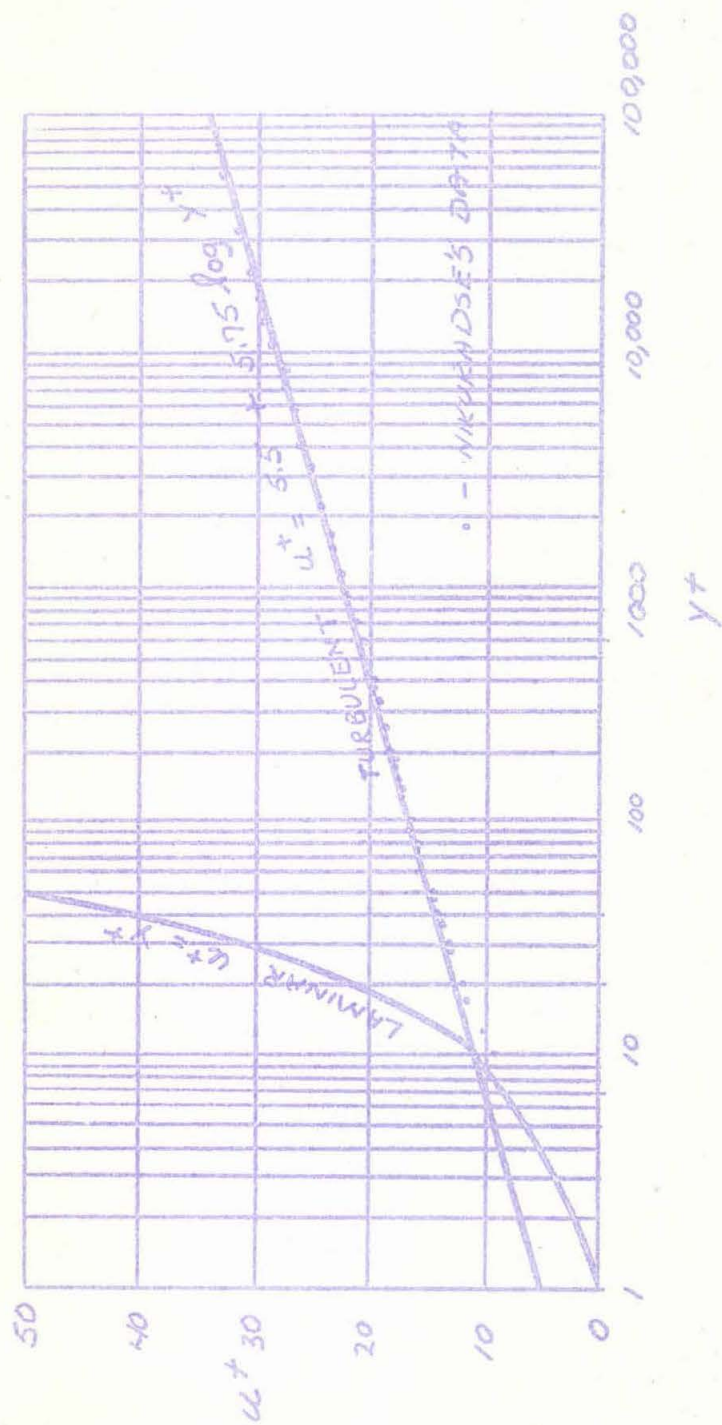 50
40
u+ 30
20
10
0
LAMINAR u+ = y+
TURBULENT u+ = 5.5 + 5.75 log y+
• - NIKURADSE'S DATA
1 10 100 1000 10,000 100,000
y+